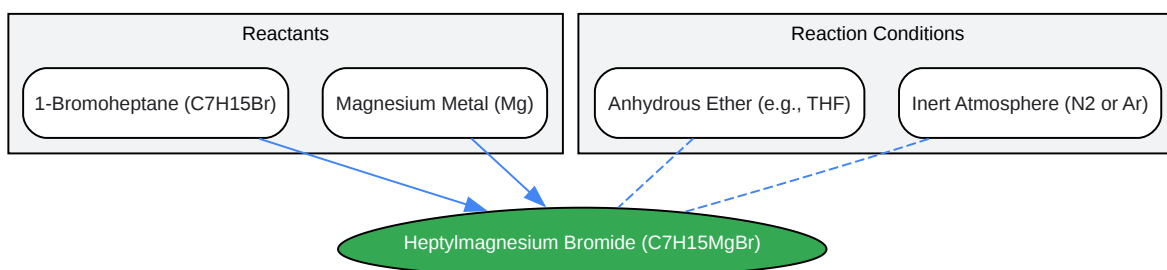 Reactants
Reaction Conditions
1-Bromoheptane (C7H15Br)
Magnesium Metal (Mg)
Anhydrous Ether (e.g., THF)
Inert Atmosphere (N2 or Ar)
Heptylmagnesium Bromide (C7H15MgBr)